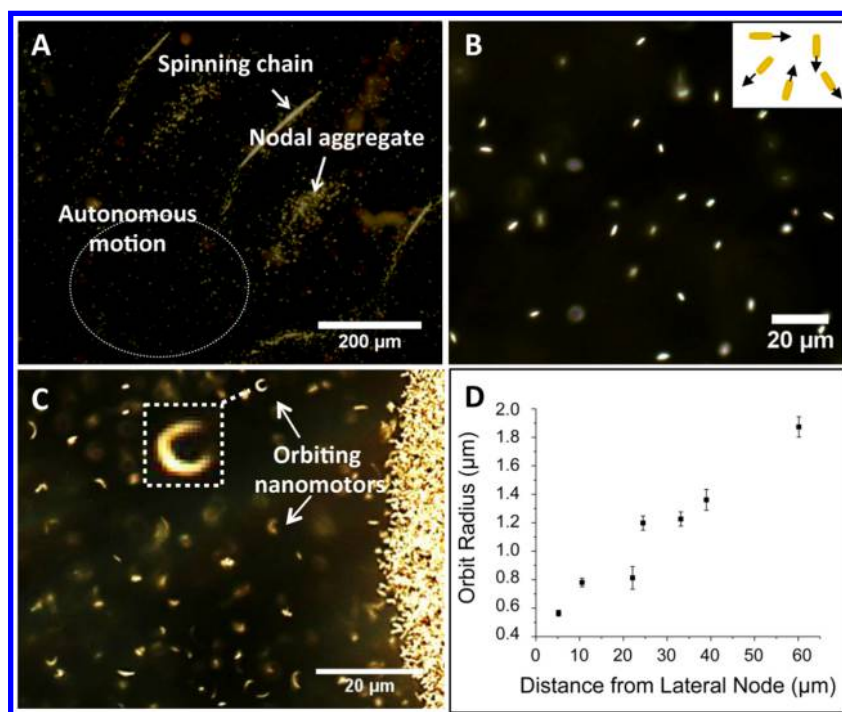 A
Spinning chain
Nodal aggregate
Autonomous
motion
200 μm
B
20 μm
C
Orbiting
nanomotors
20 μm
D
Orbit Radius (μm)
2.0
1.8
1.6
1.4
1.2
1.0
0.8
0.6
0.4
0 10 20 30 40 50 60
Distance from Lateral Node (μm)